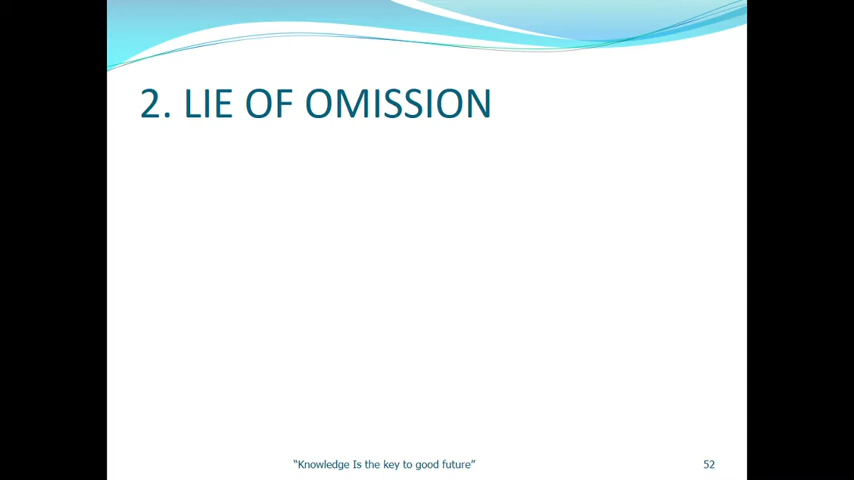 2. LIE OF OMISSION
“Knowledge Is the key to good future”
52